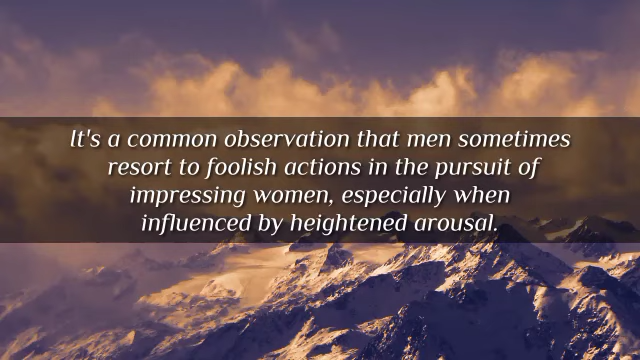 It's a common observation that men sometimes
resort to foolish actions in the pursuit of
impressing women, especially when
influenced by heightened arousal.